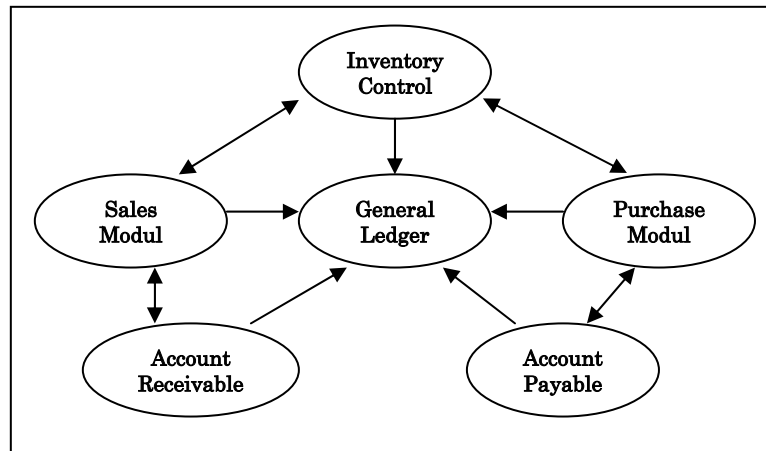 Inventory
Control
Sales
Modul
General
Ledger
Purchase
Modul
Account
Receivable
Account
Payable